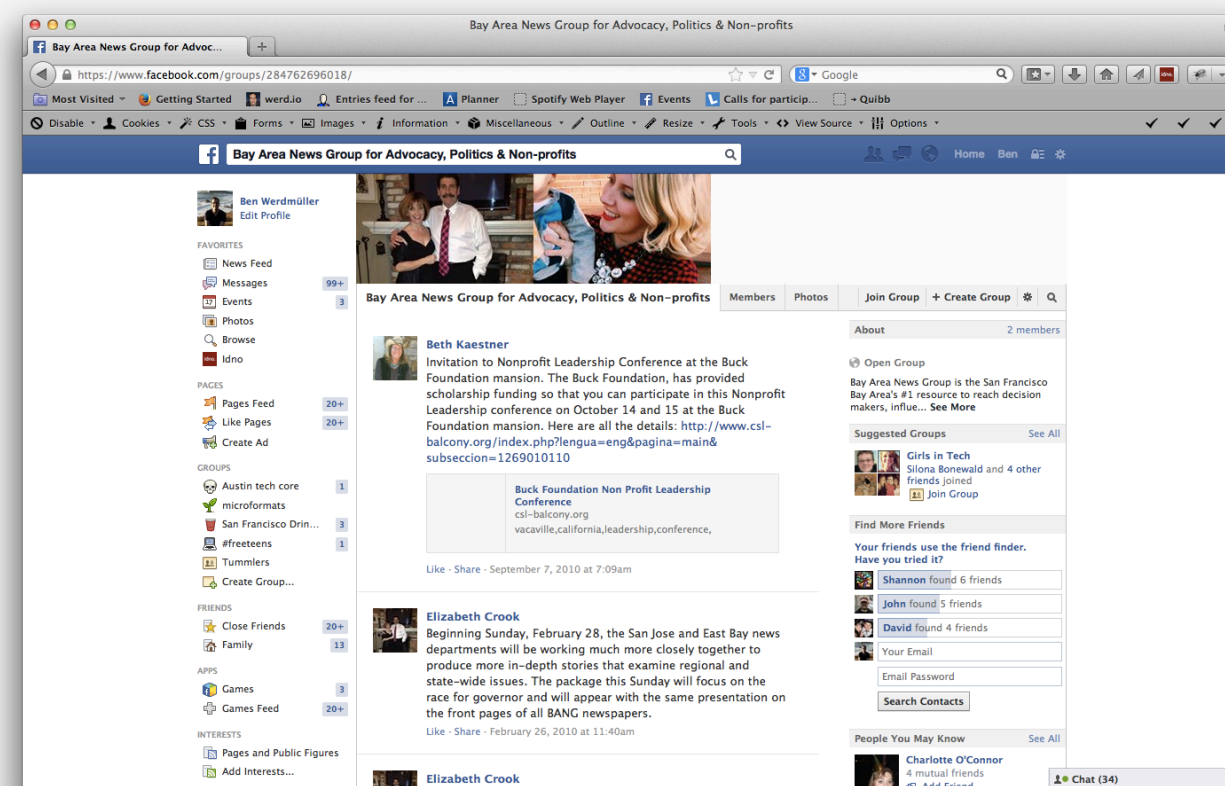 Bay Area News Group for Advocacy, Politics & Non-profits
Bay Area News Group for Advoc...
https://www.facebook.com/groups/284762696018/
Google
Most Visited
Getting Started
werd.io
Entries feed for ...
Planner
Spotify Web Player
Events
Calls for particip...
→ Quibb
Disable
Cookies
CSS
Forms
Images
Information
Miscellaneous
Outline
Resize
Tools
View Source
Options
Bay Area News Group for Advocacy, Politics & Non-profits
Home
Ben
Ben Werdmüller
Edit Profile
FAVORITES
News Feed
Messages 99+
Events 3
Photos
Browse
Idno
PAGES
Pages Feed 20+
Like Pages 20+
Create Ad
GROUPS
Austin tech core 1
microformats
San Francisco Drin... 3
#freeteens 1
Tummlers
Create Group...
FRIENDS
Close Friends 20+
Family 13
APPS
Games 3
Games Feed 20+
INTERESTS
Pages and Public Figures
Add Interests...
Bay Area News Group for Advocacy, Politics & Non-profits
Members
Photos
Join Group
+ Create Group
Beth Kaestner
Invitation to Nonprofit Leadership Conference at the Buck
Foundation mansion. The Buck Foundation, has provided
scholarship funding so that you can participate in this Nonprofit
Leadership conference on October 14 and 15 at the Buck
Foundation mansion. Here are all the details: http://www.csl-
balcony.org/index.php?lengua=eng&pagina=main&
subseccion=1269010110
Buck Foundation Non Profit Leadership
Conference
csl-balcony.org
vacaville,california,leadership,conference,
Like · Share · September 7, 2010 at 7:09am
Elizabeth Crook
Beginning Sunday, February 28, the San Jose and East Bay news
departments will be working much more closely together to
produce more in-depth stories that examine regional and
state-wide issues. The package this Sunday will focus on the
race for governor and will appear with the same presentation on
the front pages of all BANG newspapers.
Like · Share · February 26, 2010 at 11:40am
Elizabeth Crook
About
2 members
Open Group
Bay Area News Group is the San Francisco
Bay Area's #1 resource to reach decision
makers, influe... See More
Suggested Groups
See All
Girls in Tech
Silona Bonewald and 4 other
friends joined
Join Group
Find More Friends
Your friends use the friend finder.
Have you tried it?
Shannon found 6 friends
John found 5 friends
David found 4 friends
Your Email
Email Password
Search Contacts
People You May Know
See All
Charlotte O'Connor
4 mutual friends
Add Friend
Chat (34)